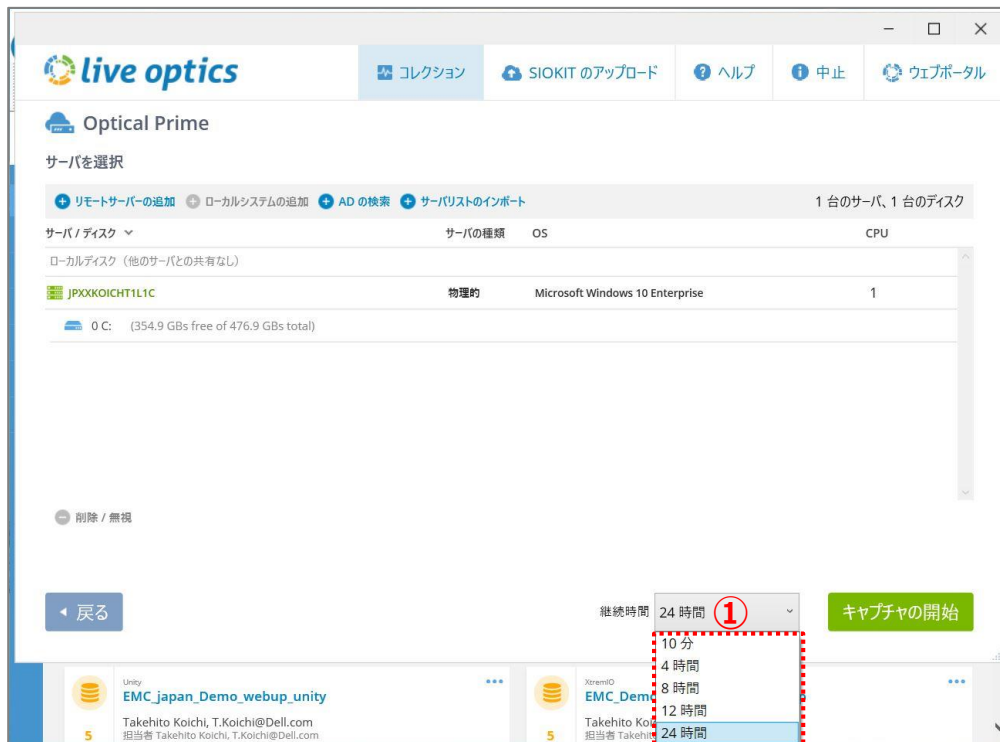 live optics
コレクション
SIOKIT のアップロード
ヘルプ
中止
ウェブポータル
Optical Prime
サーバを選択
リモートサーバーの追加 ローカルシステムの追加 AD の検索 サーバリストのインポート 1 台のサーバ、1 台のディスク
サーバ / ディスク サーバの種類 OS CPU
ローカルディスク（他のサーバとの共有なし）
JPXXKOICHT1L1C 物理的 Microsoft Windows 10 Enterprise 1
0 C: (354.9 GBs free of 476.9 GBs total)
削除 / 無視
戻る
継続時間 24 時間 ① キャプチャの開始
10 分
4 時間
8 時間
12 時間
24 時間
Unity
EMC_japan_Demo_webup_unity
Takehito Koichi, T.Koichi@Dell.com
5 担当者 Takehito Koichi, T.Koichi@Dell.com
XtremIO
5 担当者